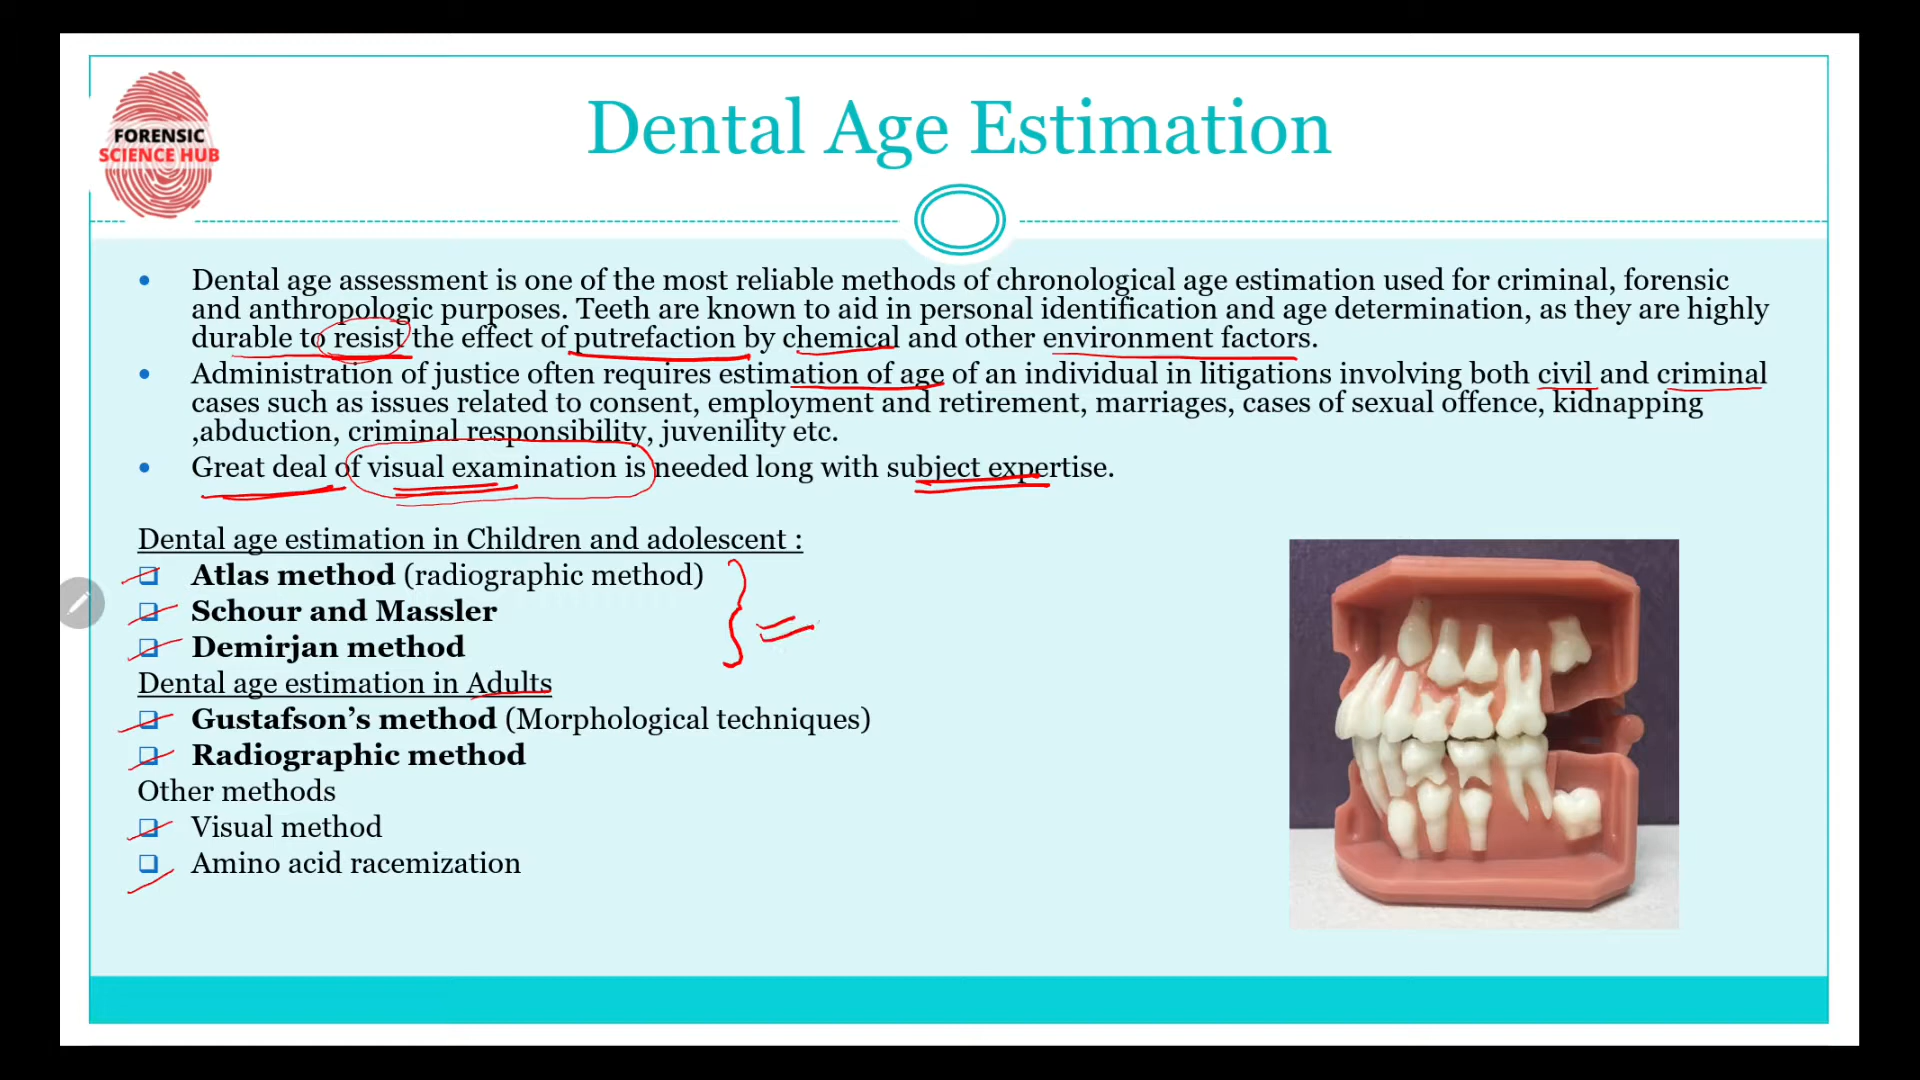 FORENSIC
SCIENCE HUB
Dental Age Estimation
• Dental age assessment is one of the most reliable methods of chronological age estimation used for criminal, forensic
and anthropologic purposes. Teeth are known to aid in personal identification and age determination, as they are highly
durable to resist the effect of putrefaction by chemical and other environment factors.
• Administration of justice often requires estimation of age of an individual in litigations involving both civil and criminal
cases such as issues related to consent, employment and retirement, marriages, cases of sexual offence, kidnapping
,abduction, criminal responsibility, juvenility etc.
• Great deal of visual examination is needed long with subject expertise.
Dental age estimation in Children and adolescent :
❑ Atlas method (radiographic method)
❑ Schour and Massler
❑ Demirjan method
Dental age estimation in Adults
❑ Gustafson’s method (Morphological techniques)
❑ Radiographic method
Other methods
❑ Visual method
❑ Amino acid racemization